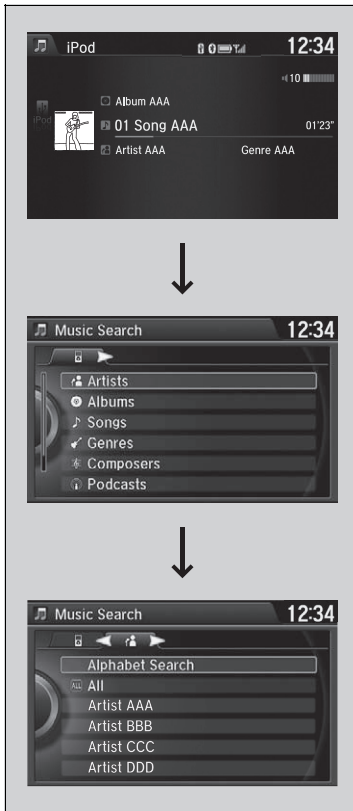 iPod 12:34
10
Album AAA
iPod
01 Song AAA 01'23"
Artist AAA Genre AAA
Music Search 12:34
Artists
Albums
Songs
Genres
Composers
Podcasts
Music Search 12:34
Alphabet Search
ALL All
Artist AAA
Artist BBB
Artist CCC
Artist DDD